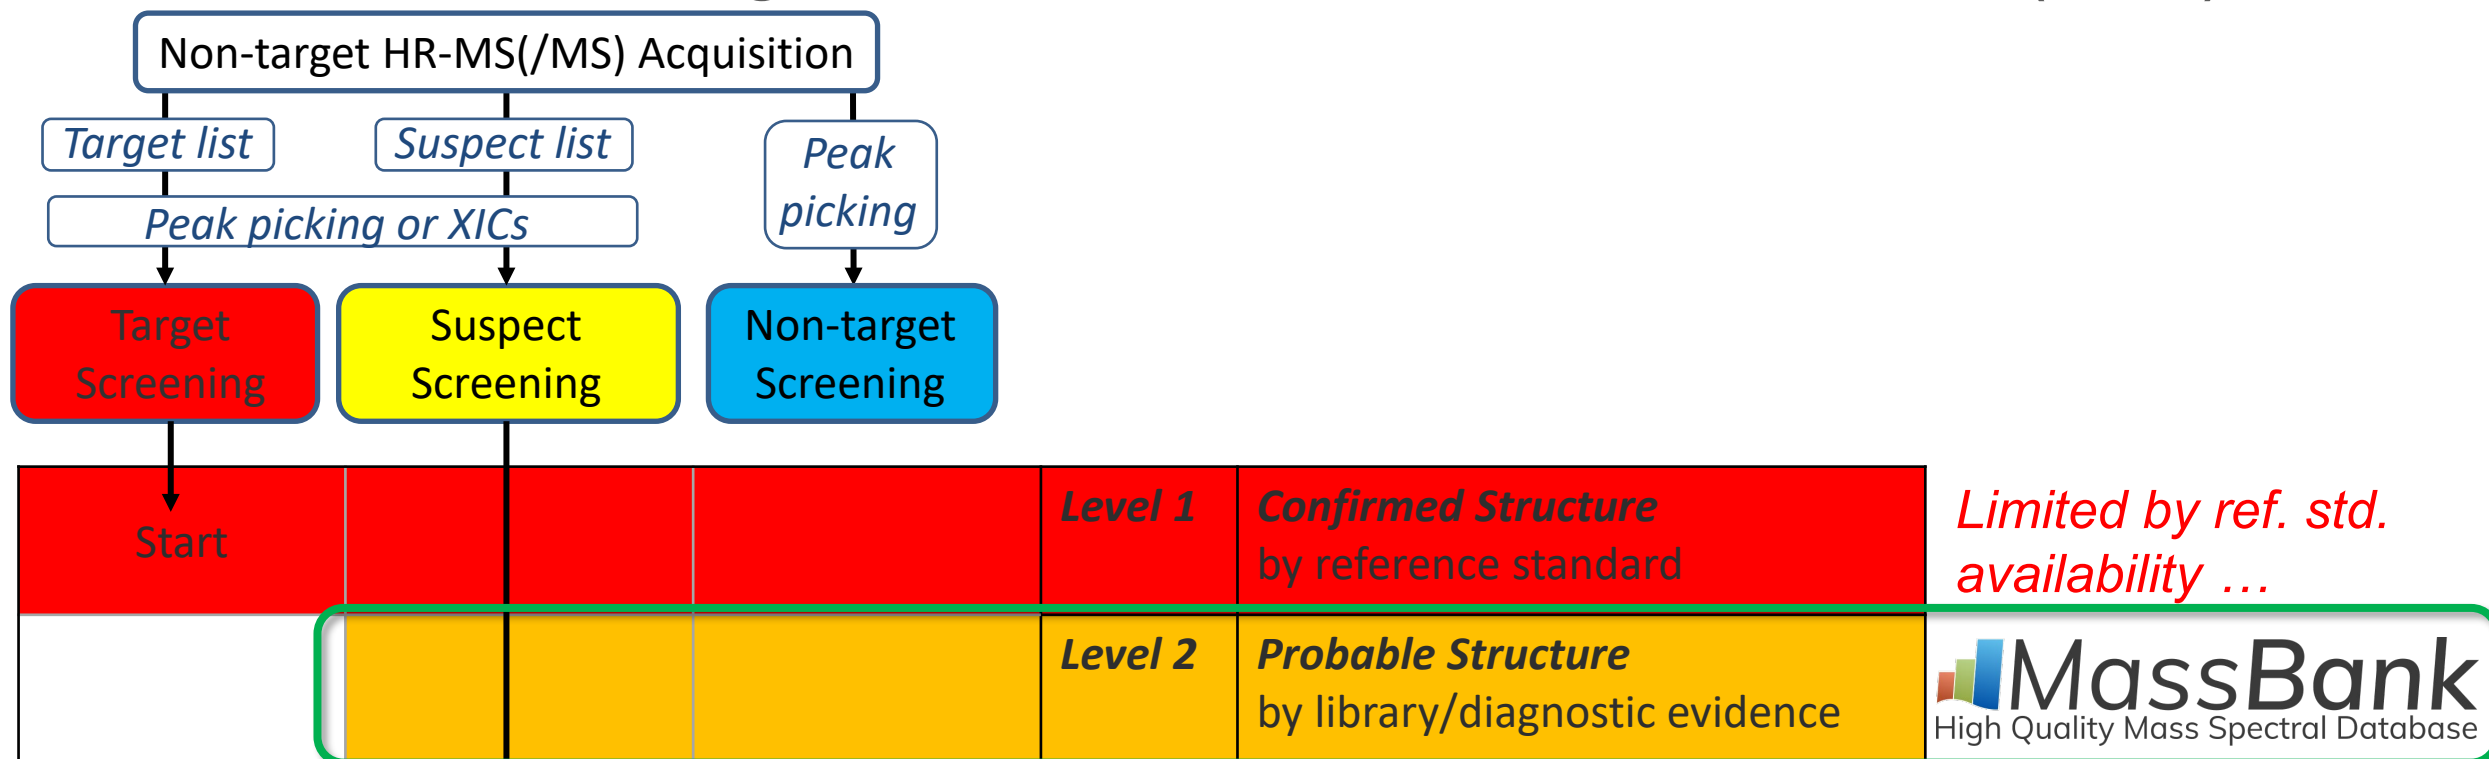 Non-target HR-MS(/MS) Acquisition
Target list
Suspect list
Peak
picking
Peak picking or XICs
Target
Screening
Suspect
Screening
Non-target
Screening
Start
Level 1
Confirmed Structure
by reference standard
Limited by ref. std.
availability …
Level 2
Probable Structure
by library/diagnostic evidence
MassBank
High Quality Mass Spectral Database